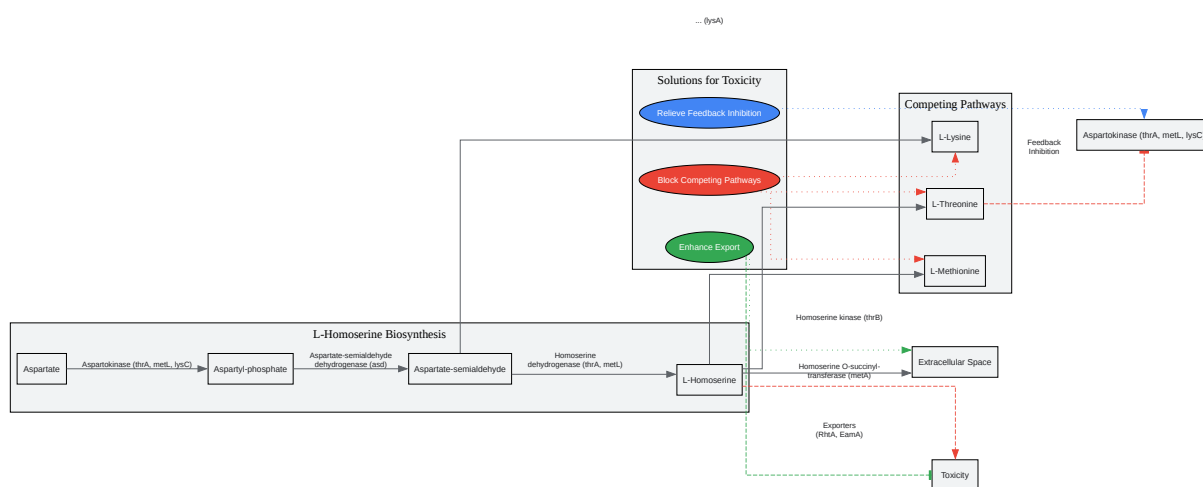 ... (lysA)
Solutions for Toxicity
Relieve Feedback Inhibition
Block Competing Pathways
Enhance Export
Competing Pathways
L-Lysine
L-Threonine
L-Methionine
Feedback
Inhibition
Aspartokinase (thrA, metL, lysC
Homoserine kinase (thrB)
L-Homoserine Biosynthesis
Aspartate
Aspartokinase (thrA, metL, lysC)
Aspartyl-phosphate
Aspartate-semialdehyde
dehydrogenase (asd)
Aspartate-semialdehyde
Homoserine
dehydrogenase (thrA, metL)
L-Homoserine
Homoserine O-succinyl-
transferase (metA)
Extracellular Space
Exporters
(RhtA, EamA)
Toxicity